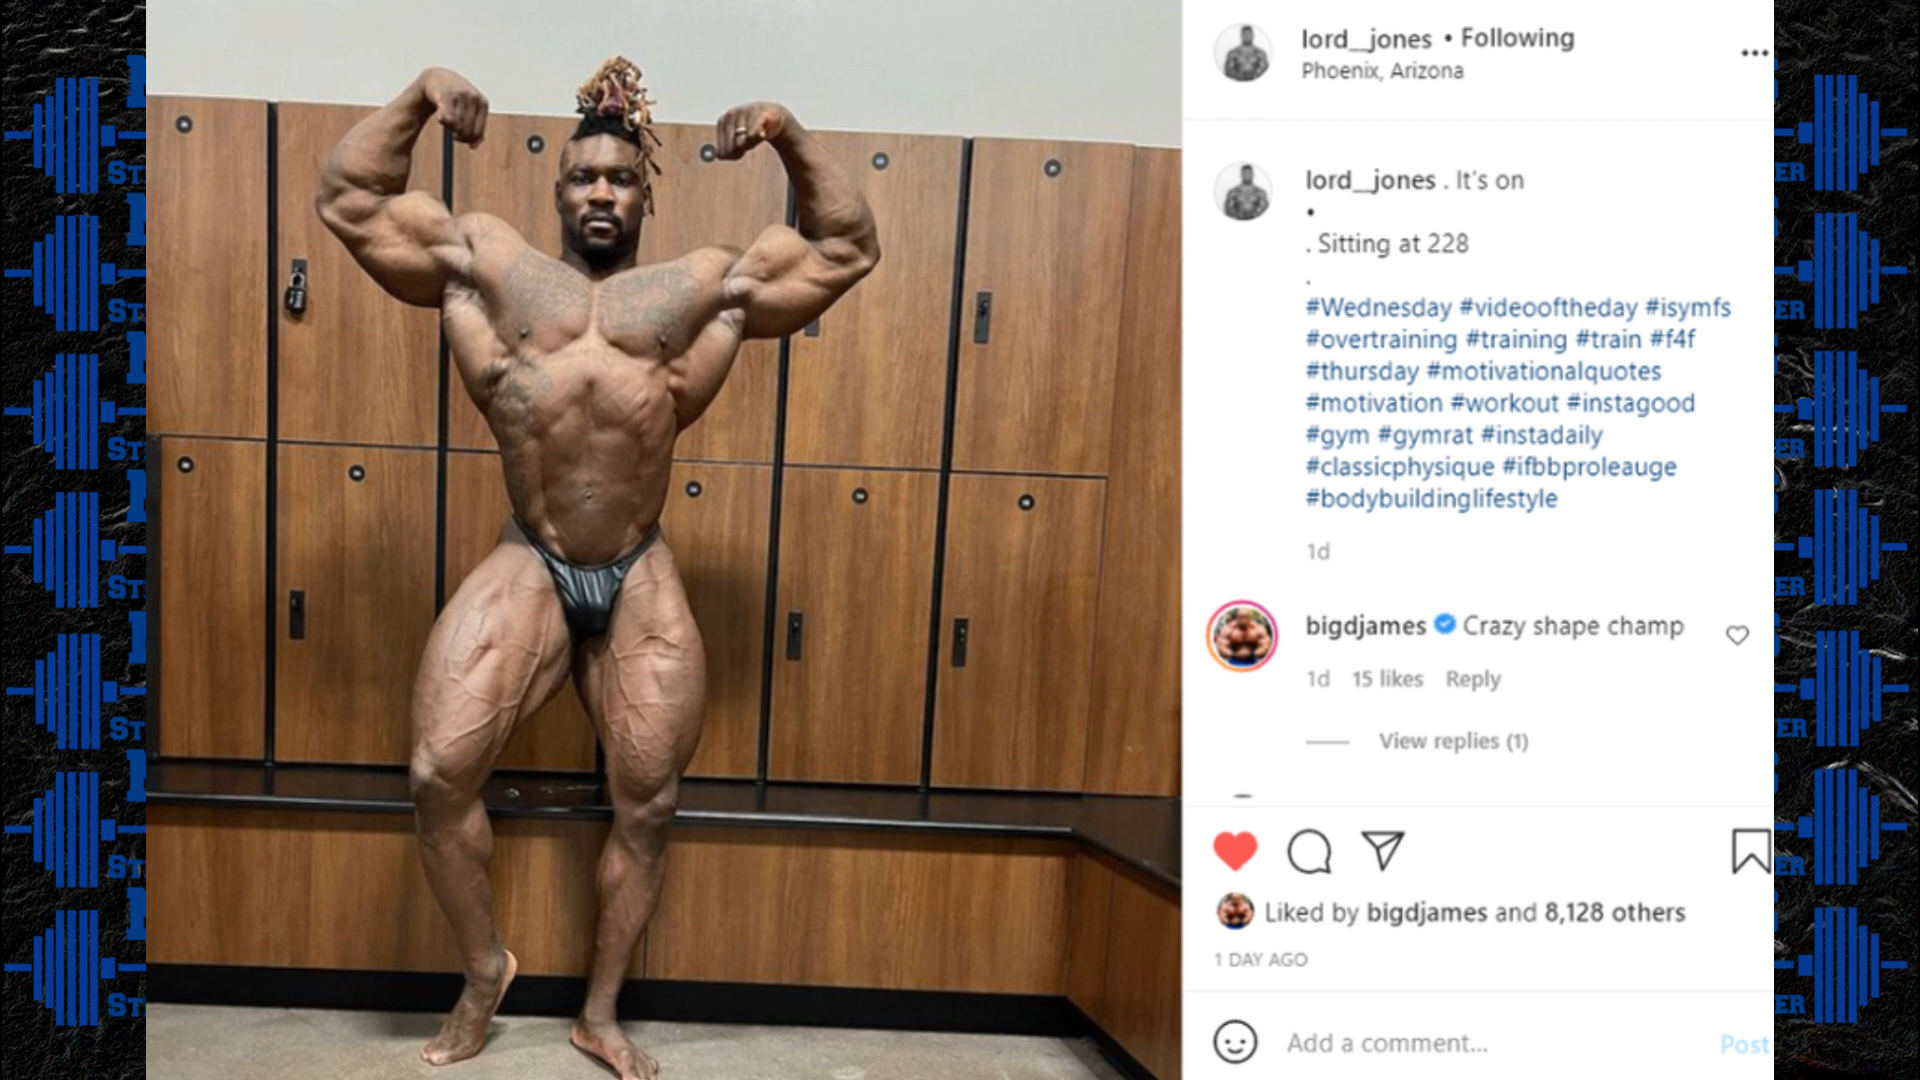 lord__jones • Following
Phoenix, Arizona
lord__jones . It's on
•
. Sitting at 228
.
#Wednesday #videooftheday #isymfs
#overtraining #training #train #f4f
#thursday #motivationalquotes
#motivation #workout #instagood
#gym #gymrat #instadaily
#classicphysique #ifbbproleauge
#bodybuildinglifestyle
1d
bigdjames Crazy shape champ
1d 15 likes Reply
View replies (1)
Liked by bigdjames and 8,128 others
1 DAY AGO
Add a comment...
Post